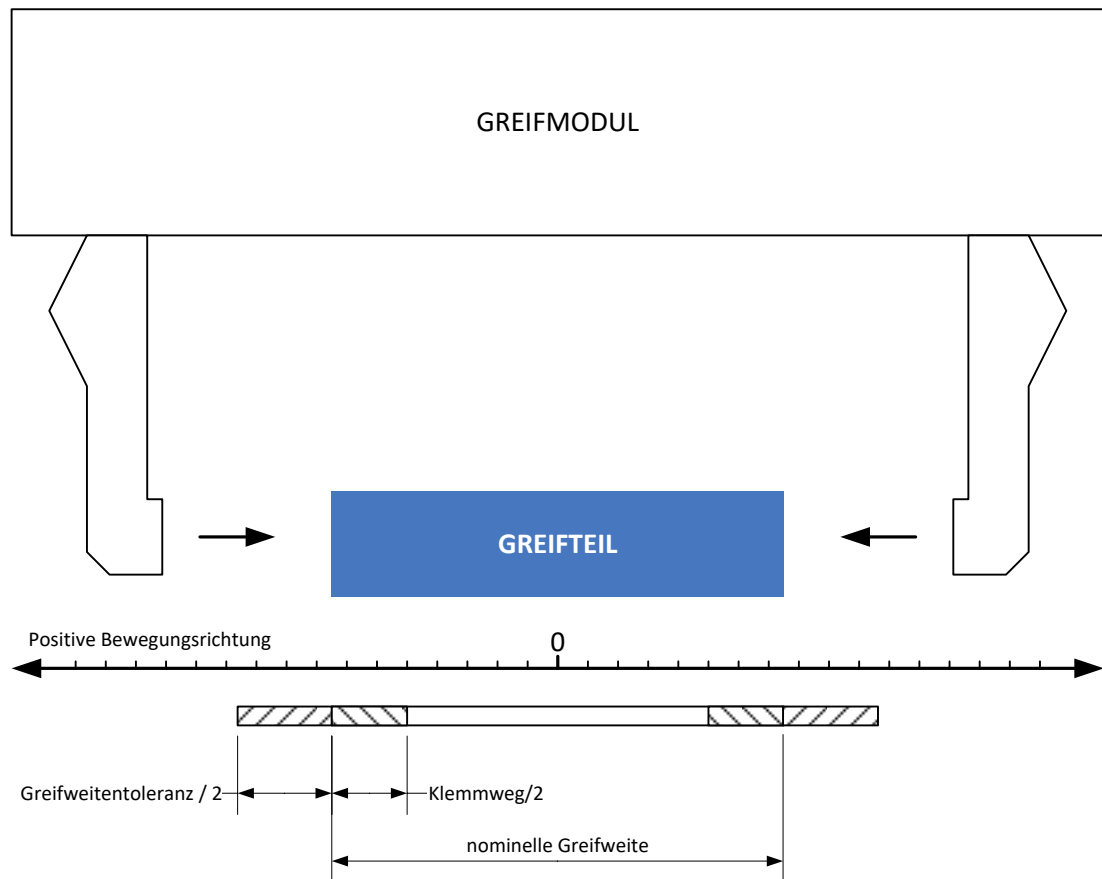 GREIFMODUL
GREIFTEIL
Positive Bewegungsrichtung
0
Greifweitentoleranz / 2
Klemmweg/2
nominelle Greifweite